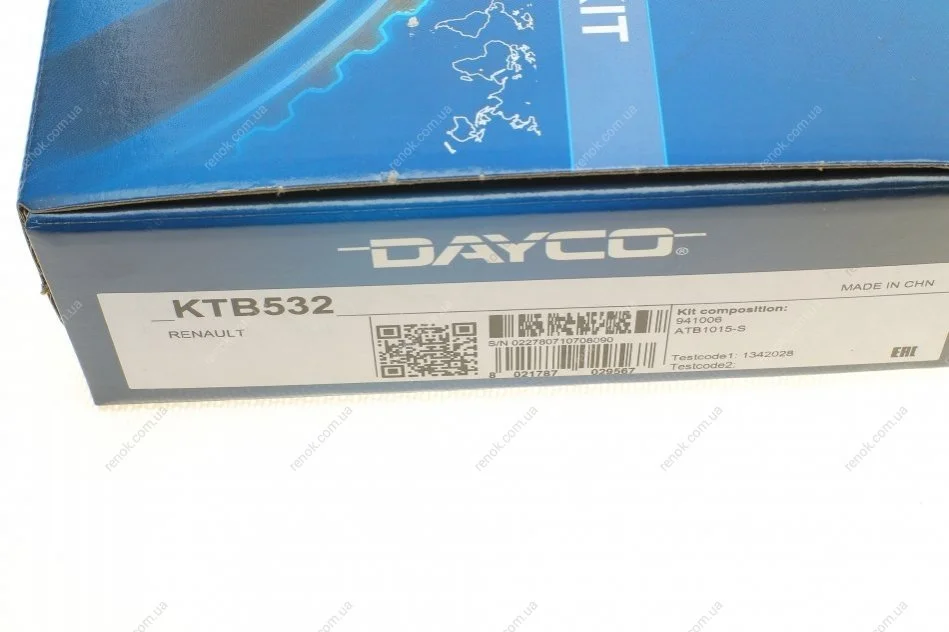 KIT
DAYCO®
KTB532
RENAULT
MADE IN CHN
S/N 022780710708090
8 021787 029567
Kit composition:
941006
ATB1015-S
Testcode1: 1342028
Testcode2:
EAC
renok.com.ua